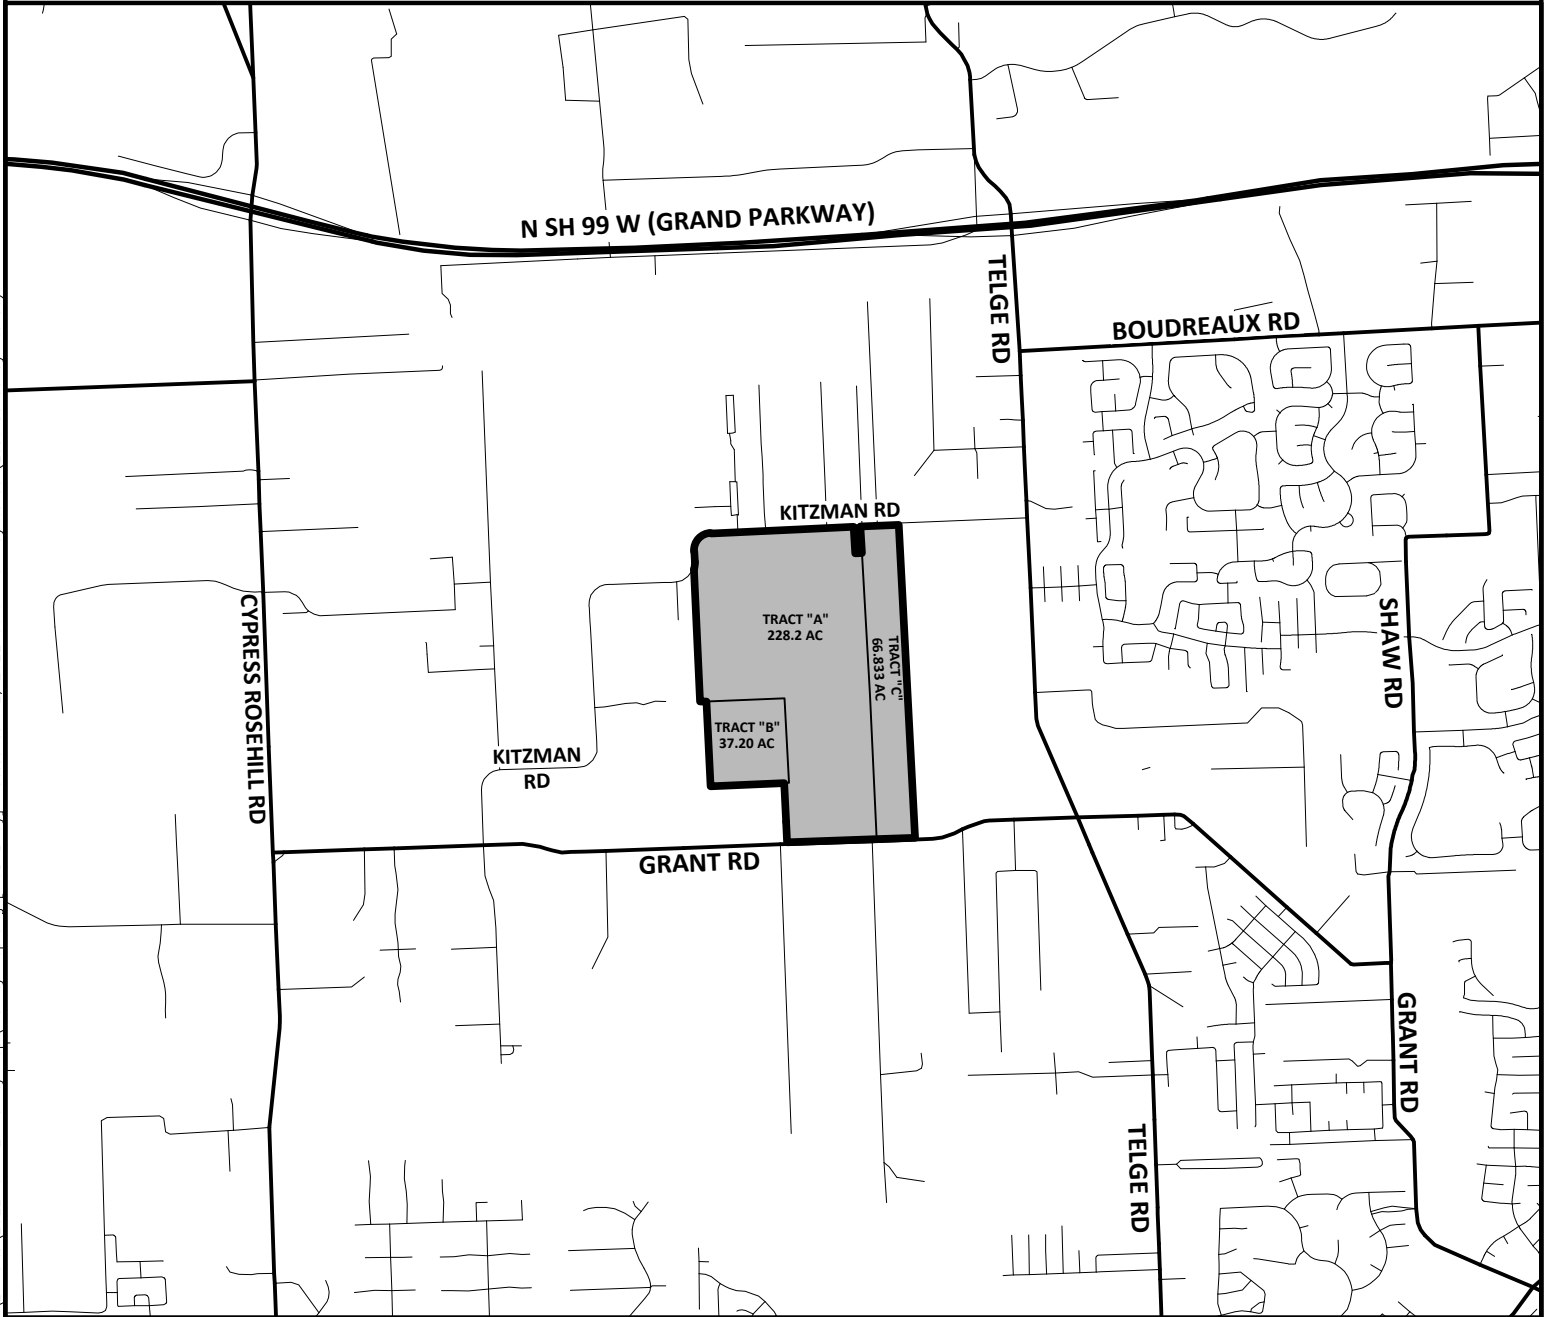 N SH 99 W (GRAND PARKWAY)
TELGE RD
BOUDREAUX RD
KITZMAN RD
CYPRESS ROSEHILL RD
TRACT "A"
228.2 AC
TRACT "C"
66.833 AC
SHAW RD
TRACT "B"
37.20 AC
KITZMAN
RD
GRANT RD
GRANT RD
TELGE RD